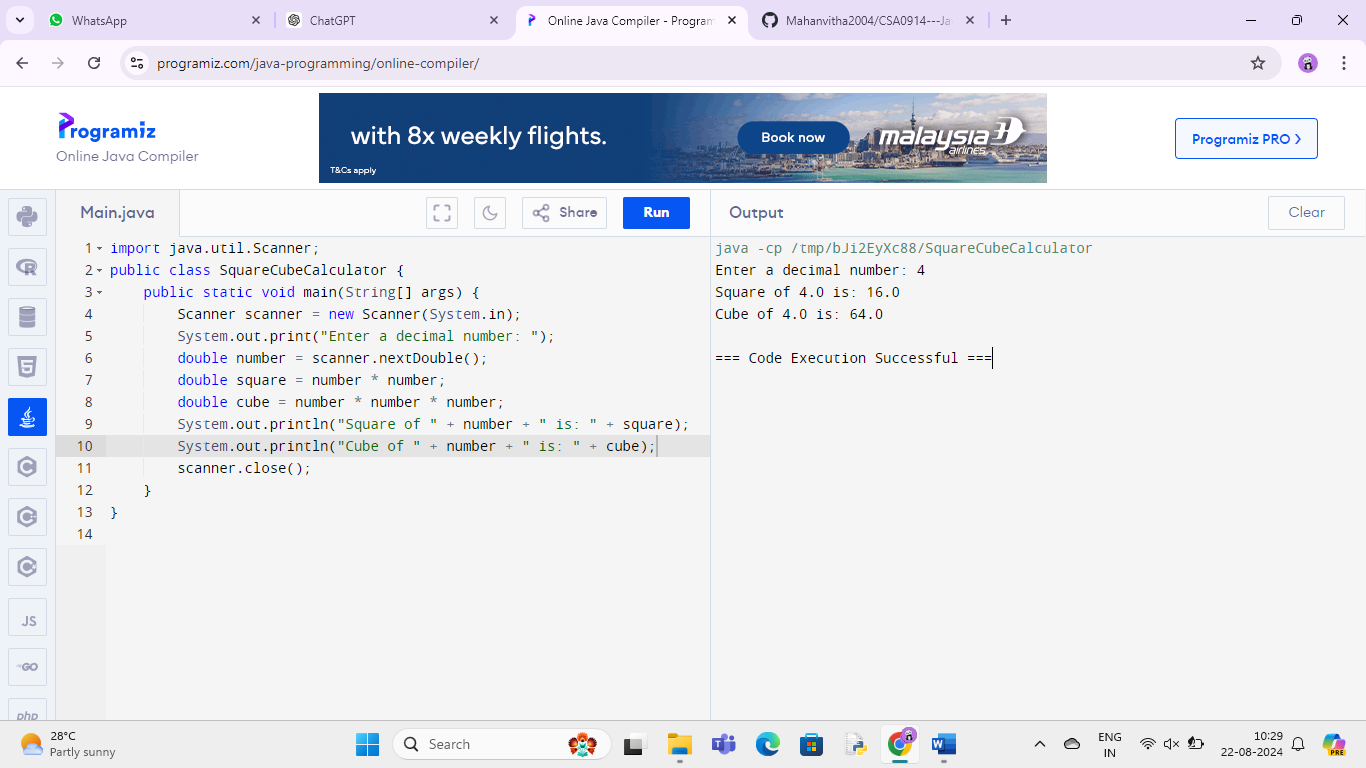 WhatsApp
ChatGPT
Online Java Compiler - Program
Mahanvitha2004/CSA0914---Ja
programiz.com/java-programming/online-compiler/
Programiz
Online Java Compiler
with 8x weekly flights.
T&Cs apply
Book now
malaysia
airlines
Programiz PRO >
Main.java
Share
Run
Output
Clear
1 import java.util.Scanner;
2 public class SquareCubeCalculator {
3     public static void main(String[] args) {
4         Scanner scanner = new Scanner(System.in);
5         System.out.print("Enter a decimal number: ");
6         double number = scanner.nextDouble();
7         double square = number * number;
8         double cube = number * number * number;
9         System.out.println("Square of " + number + " is: " + square);
10         System.out.println("Cube of " + number + " is: " + cube);
11         scanner.close();
12     }
13 }
14
java -cp /tmp/bJi2EyXc88/SquareCubeCalculator
Enter a decimal number: 4
Square of 4.0 is: 16.0
Cube of 4.0 is: 64.0
=== Code Execution Successful ===
JS
GO
php
28°C
Partly sunny
Search
ENG
IN
10:29
22-08-2024
PRE